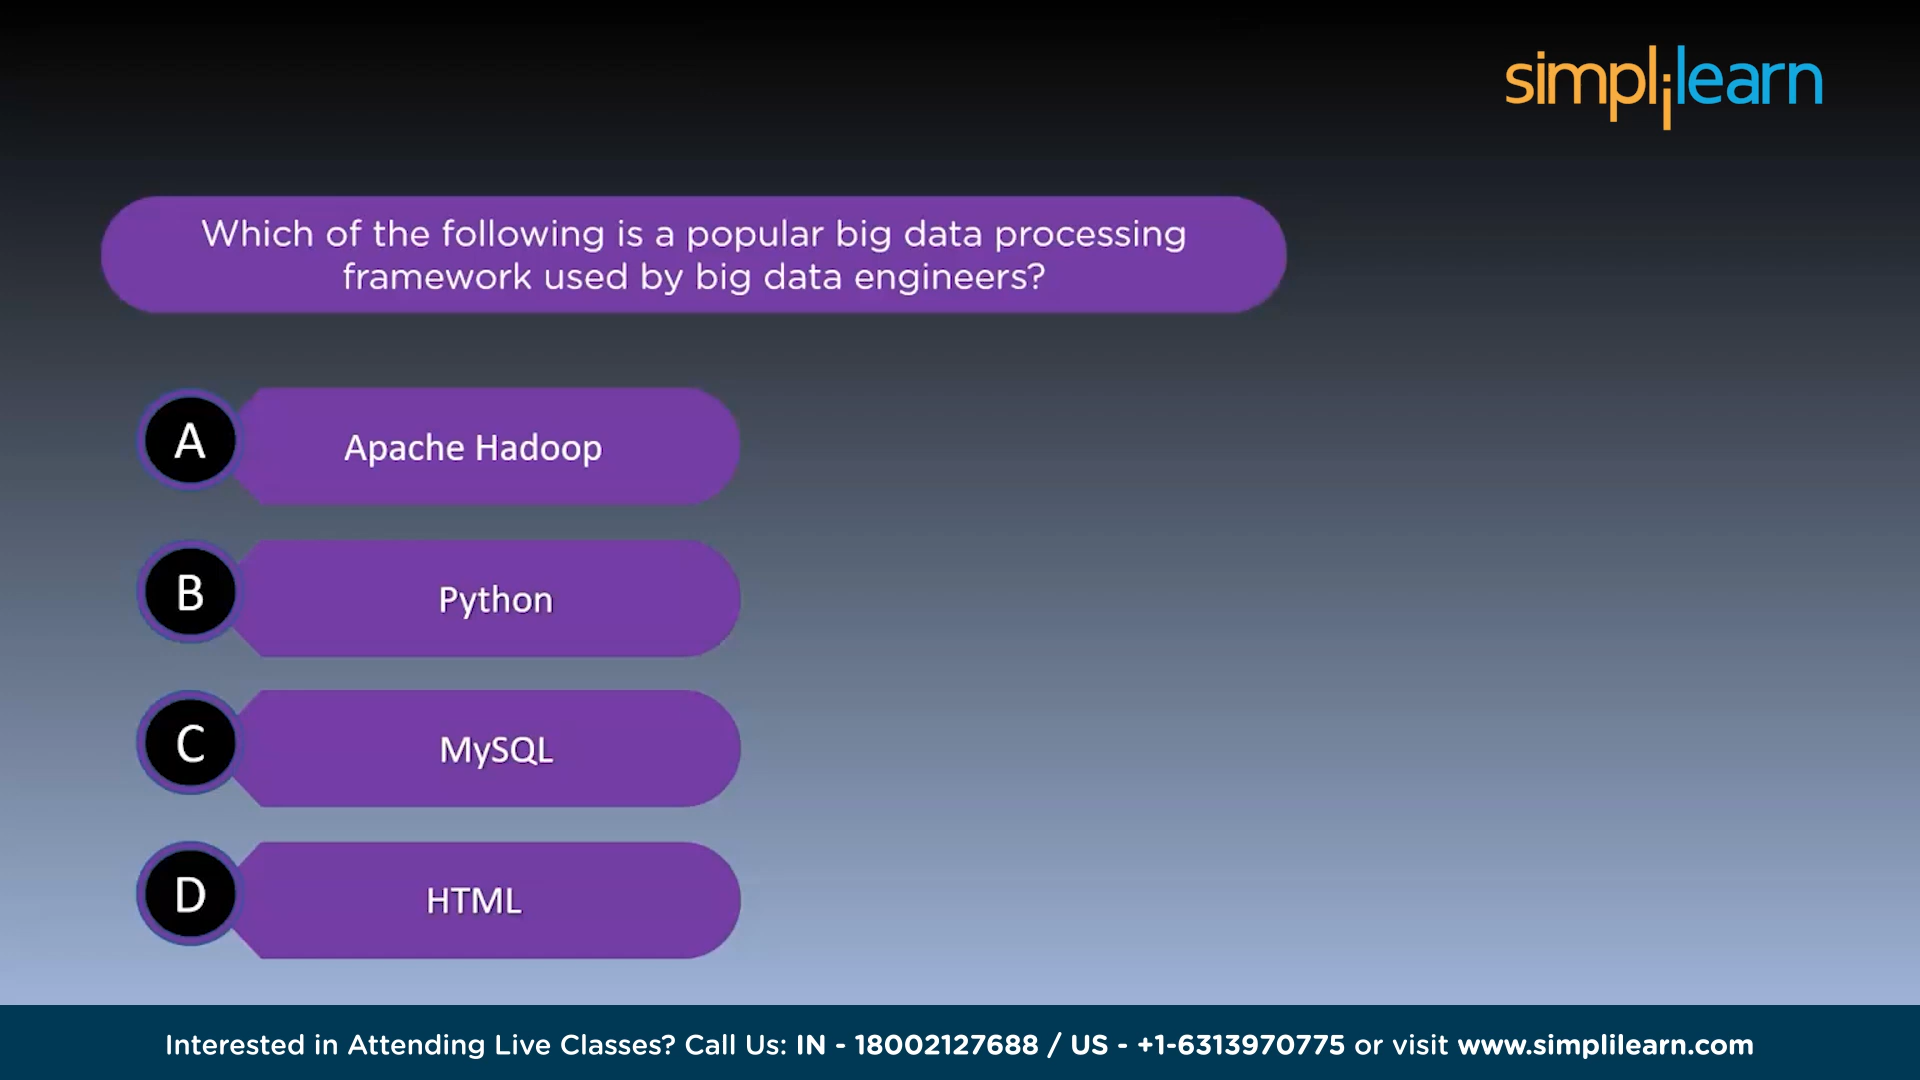 simplilearn
Which of the following is a popular big data processing
framework used by big data engineers?
A
Apache Hadoop
B
Python
C
MySQL
D
HTML
Interested in Attending Live Classes? Call Us: IN - 18002127688 / US - +1-6313970775 or visit www.simplilearn.com